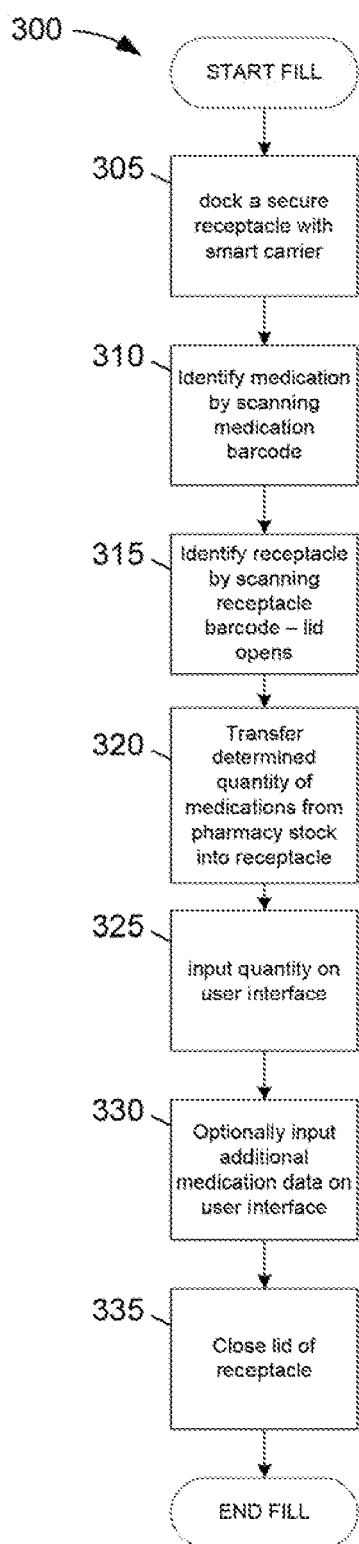 300
START FILL
305
dock a secure
receptacle with
smart carrier
310
Identify medication
by scanning
medication
barcode
315
Identify receptacle
by scanning
receptacle
barcode – lid
opens
320
Transfer
determined
quantity of
medications from
pharmacy stock
into receptacle
325
input quantity on
user interface
330
Optionally input
additional
medication data on
user interface
335
Close lid of
receptacle
END FILL